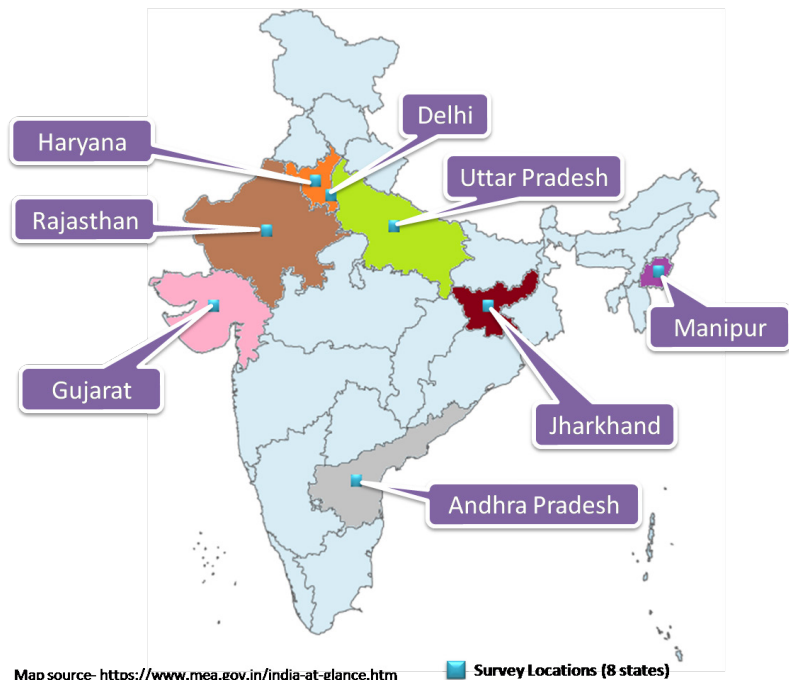 Delhi
Haryana
Uttar Pradesh
Rajasthan
Manipur
Gujarat
Jharkhand
Andhra Pradesh
Survey Locations (8 states)
Map source- https://www.mea.gov.in/india-at-glance.htm